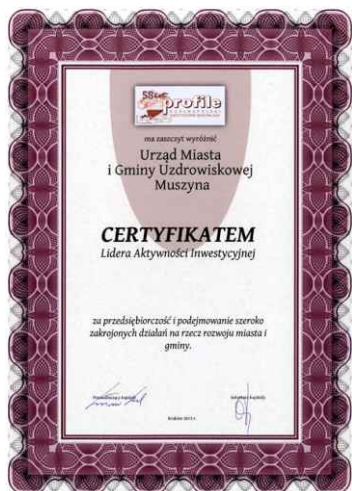 profile
ma zaszczyt wyróżnić
Urząd Miasta
i Gminy Uzdrowiskowej
Muszyna
CERTYFIKATEM
Lidera Aktywności Inwestycyjnej
za przedsiębiorczość i podejmowanie szeroko
zakrojonych działań na rzecz rozwoju miasta i
gminy.